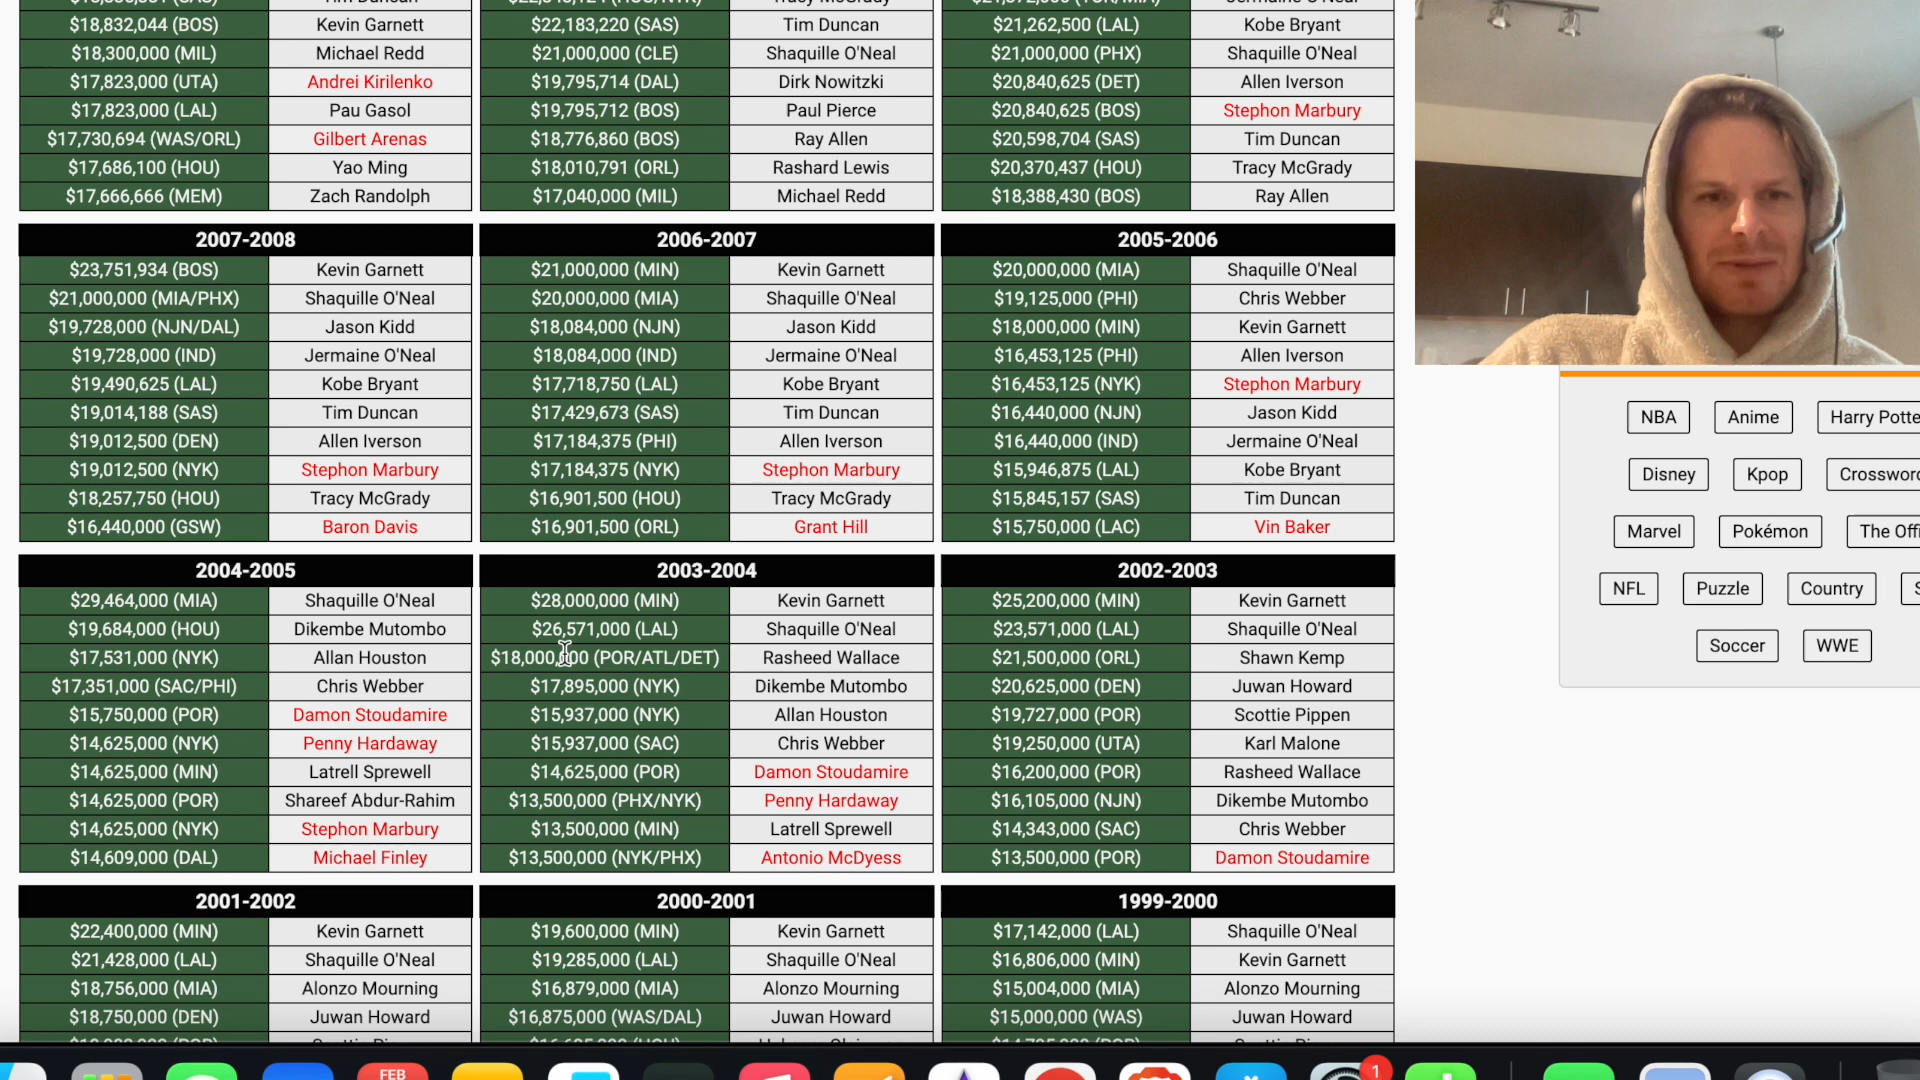 $18,832,044 (BOS) Kevin Garnett
$18,300,000 (MIL) Michael Redd
$17,823,000 (UTA) Andrei Kirilenko
$17,823,000 (LAL) Pau Gasol
$17,730,694 (WAS/ORL) Gilbert Arenas
$17,686,100 (HOU) Yao Ming
$17,666,666 (MEM) Zach Randolph
Tracy McGrady
$22,183,220 (SAS) Tim Duncan
$21,000,000 (CLE) Shaquille O'Neal
$19,795,714 (DAL) Dirk Nowitzki
$19,795,712 (BOS) Paul Pierce
$18,776,860 (BOS) Ray Allen
$18,010,791 (ORL) Rashard Lewis
$17,040,000 (MIL) Michael Redd
Jermaine O'Neal
$21,262,500 (LAL) Kobe Bryant
$21,000,000 (PHX) Shaquille O'Neal
$20,840,625 (DET) Allen Iverson
$20,840,625 (BOS) Stephon Marbury
$20,598,704 (SAS) Tim Duncan
$20,370,437 (HOU) Tracy McGrady
$18,388,430 (BOS) Ray Allen
2007-2008
$23,751,934 (BOS) Kevin Garnett
$21,000,000 (MIA/PHX) Shaquille O'Neal
$19,728,000 (NJN/DAL) Jason Kidd
$19,728,000 (IND) Jermaine O'Neal
$19,490,625 (LAL) Kobe Bryant
$19,014,188 (SAS) Tim Duncan
$19,012,500 (DEN) Allen Iverson
$19,012,500 (NYK) Stephon Marbury
$18,257,750 (HOU) Tracy McGrady
$16,440,000 (GSW) Baron Davis
2006-2007
$21,000,000 (MIN) Kevin Garnett
$20,000,000 (MIA) Shaquille O'Neal
$18,084,000 (NJN) Jason Kidd
$18,084,000 (IND) Jermaine O'Neal
$17,718,750 (LAL) Kobe Bryant
$17,429,673 (SAS) Tim Duncan
$17,184,375 (PHI) Allen Iverson
$17,184,375 (NYK) Stephon Marbury
$16,901,500 (HOU) Tracy McGrady
$16,901,500 (ORL) Grant Hill
2005-2006
$20,000,000 (MIA) Shaquille O'Neal
$19,125,000 (PHI) Chris Webber
$18,000,000 (MIN) Kevin Garnett
$16,453,125 (PHI) Allen Iverson
$16,453,125 (NYK) Stephon Marbury
$16,440,000 (NJN) Jason Kidd
$16,440,000 (IND) Jermaine O'Neal
$15,946,875 (LAL) Kobe Bryant
$15,845,157 (SAS) Tim Duncan
$15,750,000 (LAC) Vin Baker
2004-2005
$29,464,000 (MIA) Shaquille O'Neal
$19,684,000 (HOU) Dikembe Mutombo
$17,531,000 (NYK) Allan Houston
$17,351,000 (SAC/PHI) Chris Webber
$15,750,000 (POR) Damon Stoudamire
$14,625,000 (NYK) Penny Hardaway
$14,625,000 (MIN) Latrell Sprewell
$14,625,000 (POR) Shareef Abdur-Rahim
$14,625,000 (NYK) Stephon Marbury
$14,609,000 (DAL) Michael Finley
2003-2004
$28,000,000 (MIN) Kevin Garnett
$26,571,000 (LAL) Shaquille O'Neal
$18,000,000 (POR/ATL/DET) Rasheed Wallace
$17,895,000 (NYK) Dikembe Mutombo
$15,937,000 (NYK) Allan Houston
$15,937,000 (SAC) Chris Webber
$14,625,000 (POR) Damon Stoudamire
$13,500,000 (PHX/NYK) Penny Hardaway
$13,500,000 (MIN) Latrell Sprewell
$13,500,000 (NYK/PHX) Antonio McDyess
2002-2003
$25,200,000 (MIN) Kevin Garnett
$23,571,000 (LAL) Shaquille O'Neal
$21,500,000 (ORL) Shawn Kemp
$20,625,000 (DEN) Juwan Howard
$19,727,000 (POR) Scottie Pippen
$19,250,000 (UTA) Karl Malone
$16,200,000 (POR) Rasheed Wallace
$16,105,000 (NJN) Dikembe Mutombo
$14,343,000 (SAC) Chris Webber
$13,500,000 (POR) Damon Stoudamire
2001-2002
$22,400,000 (MIN) Kevin Garnett
$21,428,000 (LAL) Shaquille O'Neal
$18,756,000 (MIA) Alonzo Mourning
$18,750,000 (DEN) Juwan Howard
2000-2001
$19,600,000 (MIN) Kevin Garnett
$19,285,000 (LAL) Shaquille O'Neal
$16,879,000 (MIA) Alonzo Mourning
$16,875,000 (WAS/DAL) Juwan Howard
1999-2000
$17,142,000 (LAL) Shaquille O'Neal
$16,806,000 (MIN) Kevin Garnett
$15,004,000 (MIA) Alonzo Mourning
$15,000,000 (WAS) Juwan Howard
NBA Anime Harry Potte
Disney Kpop Crossword
Marvel Pokémon The Offi
NFL Puzzle Country S
Soccer WWE
FEB
1